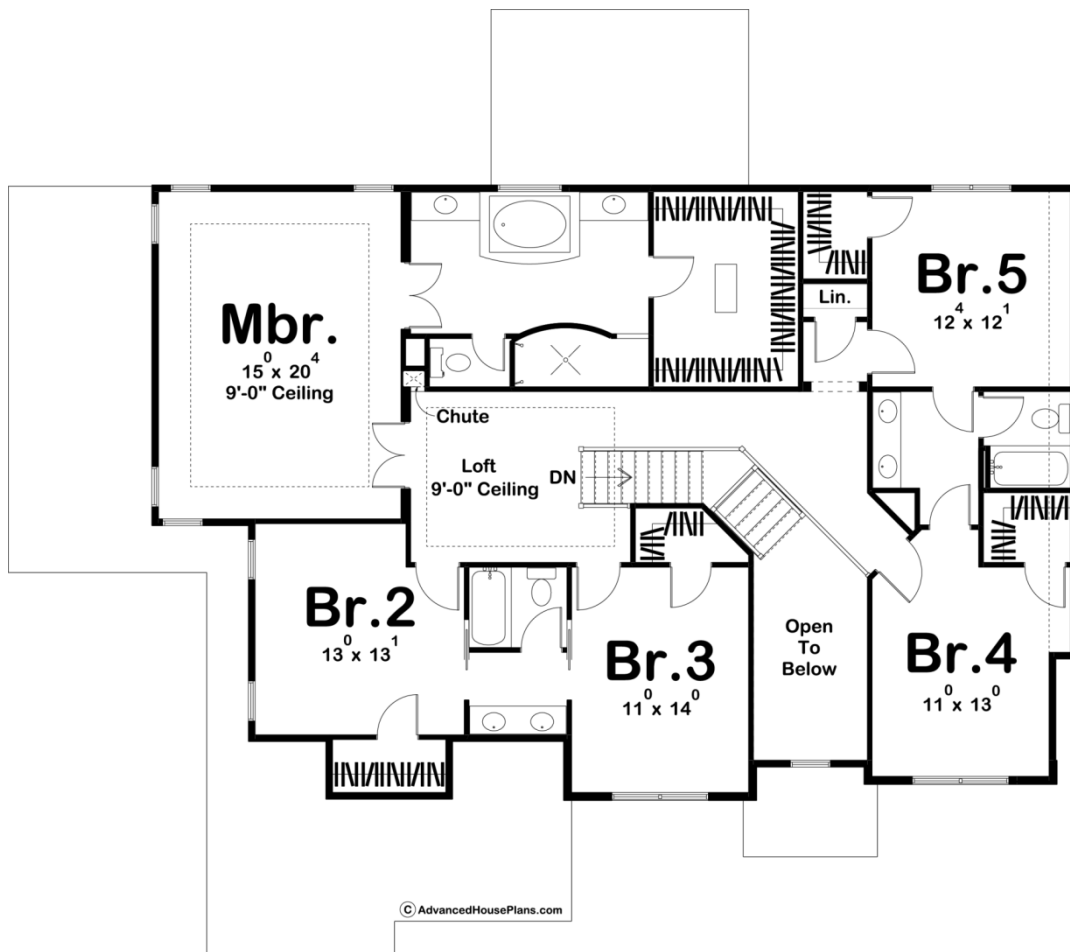 Mbr.
15⁰ x 20⁴
9'-0" Ceiling
Br.5
12⁴ x 12¹
Lin.
Chute
Loft
9'-0" Ceiling
DN
Br.2
13⁰ x 13¹
Br.3
11⁰ x 14⁰
Open
To
Below
Br.4
11⁰ x 13⁰
© AdvancedHousePlans.com